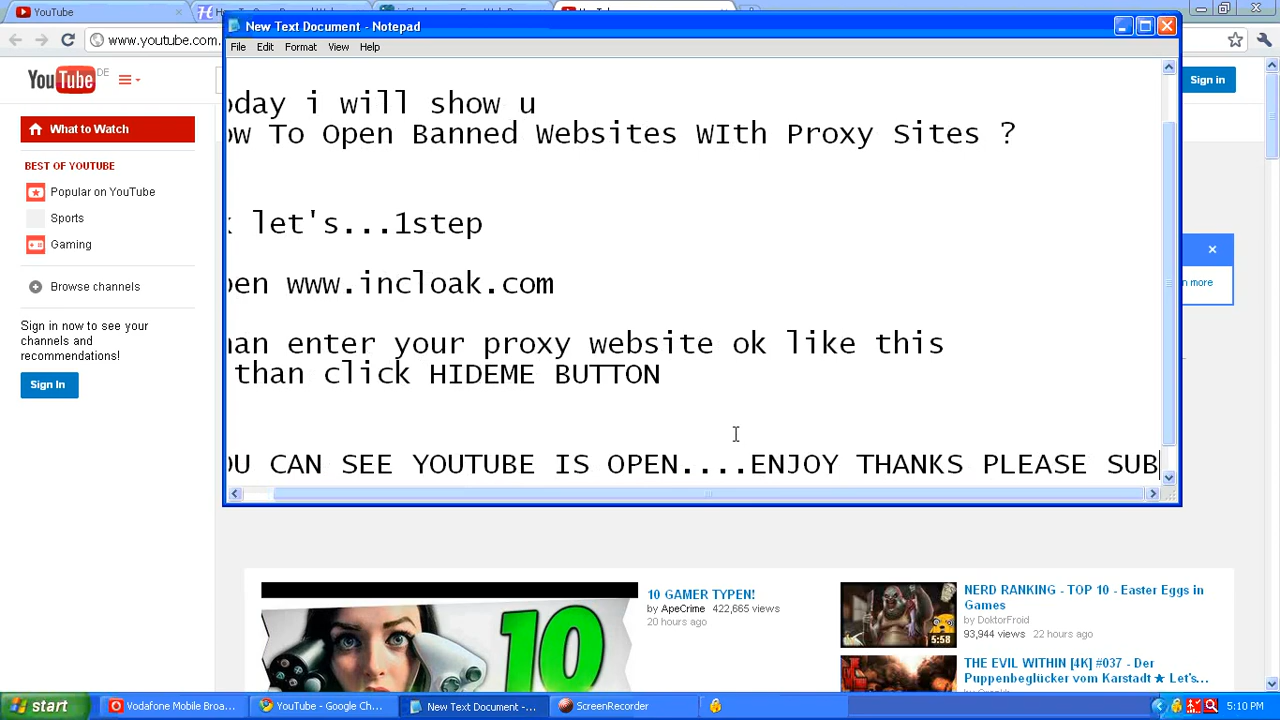 YouTube
New Text Document - Notepad
www.youtube.com.
File Edit Format View Help
YouTube DE
Sign in
oday i will show u
ow To Open Banned Websites WIth Proxy Sites ?
What to Watch
BEST OF YOUTUBE
Popular on YouTube
Sports
Gaming
Browse channels
Sign in now to see your
channels and
recommendations!
Sign In
k let's...1step
pen www.incloak.com
n more
han enter your proxy website ok like this
than click HIDEME BUTTON
OU CAN SEE YOUTUBE IS OPEN....ENJOY THANKS PLEASE SUB
10
10 GAMER TYPEN!
by ApeCrime 422,665 views
20 hours ago
5:58
NERD RANKING - TOP 10 - Easter Eggs in
Games
by DoktorFroid
93,944 views 22 hours ago
THE EVIL WITHIN [4K] #037 - Der
Puppenbeglücker vom Karstadt ★ Let's...
start
Vodafone Mobile Broa...
YouTube - Google Ch...
New Text Document -...
ScreenRecorder
5:10 PM